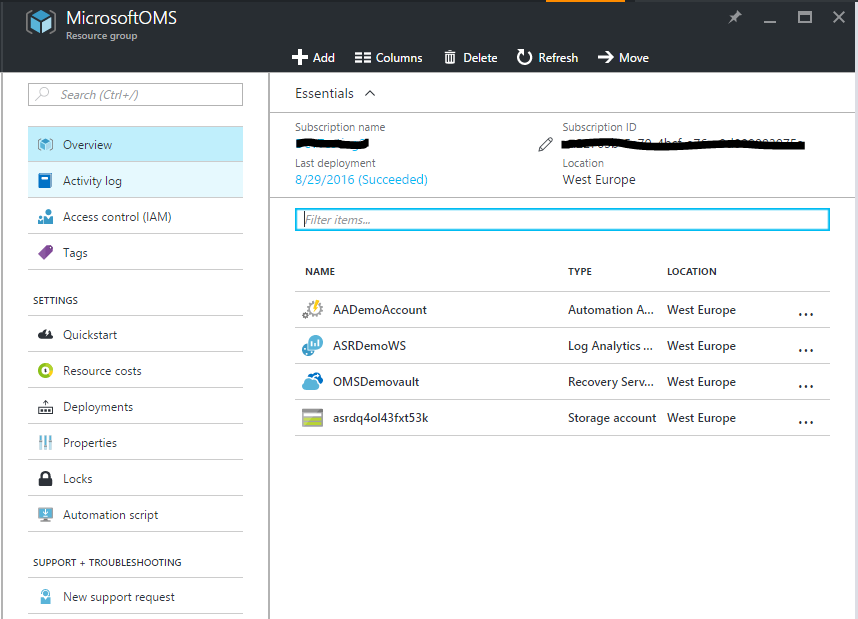 MicrosoftOMS
Resource group
Add Columns Delete Refresh Move
Search (Ctrl+/)
Overview
Activity log
Access control (IAM)
Tags
SETTINGS
Quickstart
Resource costs
Deployments
Properties
Locks
Automation script
SUPPORT + TROUBLESHOOTING
New support request
Essentials
Subscription name Subscription ID
Last deployment Location
8/29/2016 (Succeeded) West Europe
Filter items...
NAME TYPE LOCATION
AADemoAccount Automation A... West Europe ...
ASRDemoWS Log Analytics ... West Europe ...
OMSDemovault Recovery Serv... West Europe ...
asrdq4ol43fxt53k Storage account West Europe ...